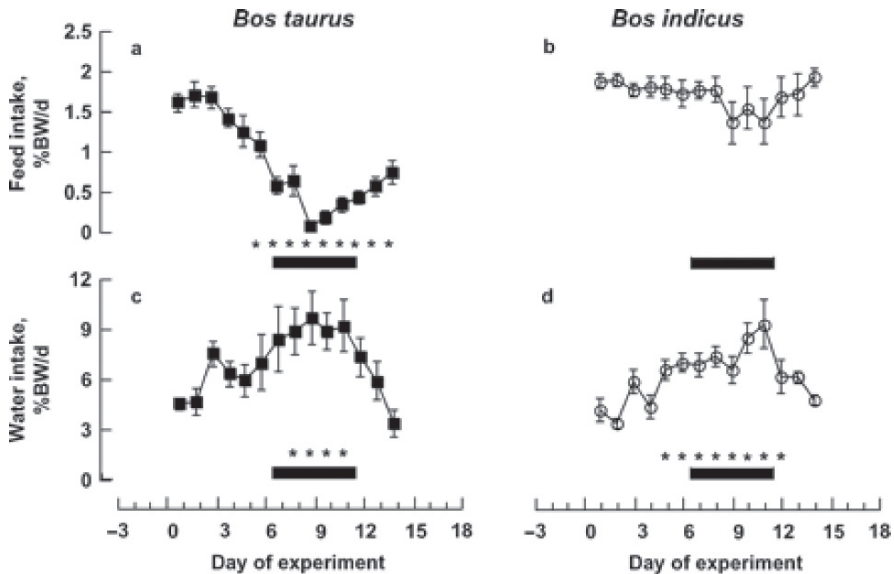 Bos taurus
Bos indicus
a
b
Feed intake,
%BW/d
2.5
2
1.5
1
0.5
0
* * * * * * * * *
c
d
Water intake,
%BW/d
12
9
6
3
0
* * * *
* * * * * * * *
−3 0 3 6 9 12 14 18
−3 0 3 6 9 12 15 18
Day of experiment
Day of experiment